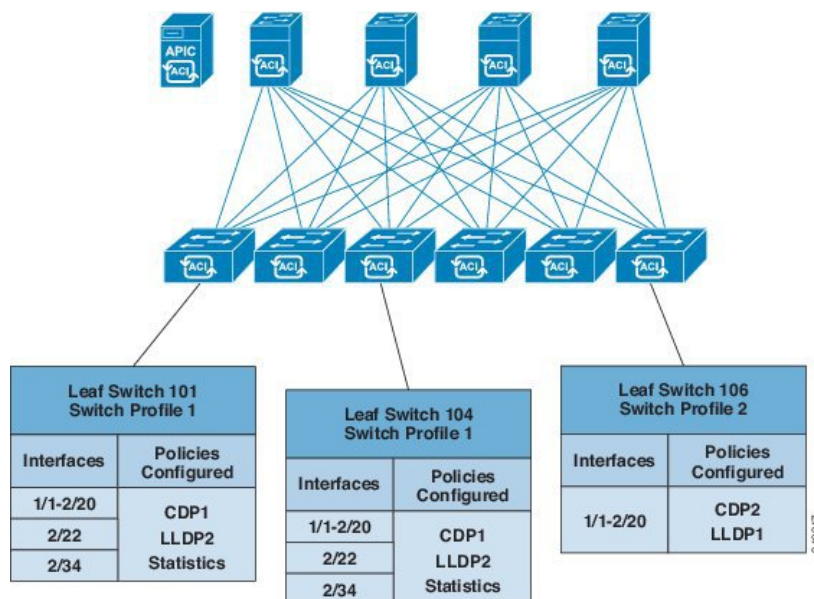 APIC
ACI
ACI
ACI
ACI
ACI
ACI
ACI
ACI
ACI
ACI
ACI
Leaf Switch 101
Switch Profile 1
Interfaces
Policies
Configured
1/1-2/20
2/22
2/34
CDP1
LLDP2
Statistics
Leaf Switch 104
Switch Profile 1
Interfaces
Policies
Configured
1/1-2/20
2/22
2/34
CDP1
LLDP2
Statistics
Leaf Switch 106
Switch Profile 2
Interfaces
Policies
Configured
1/1-2/20
CDP2
LLDP1